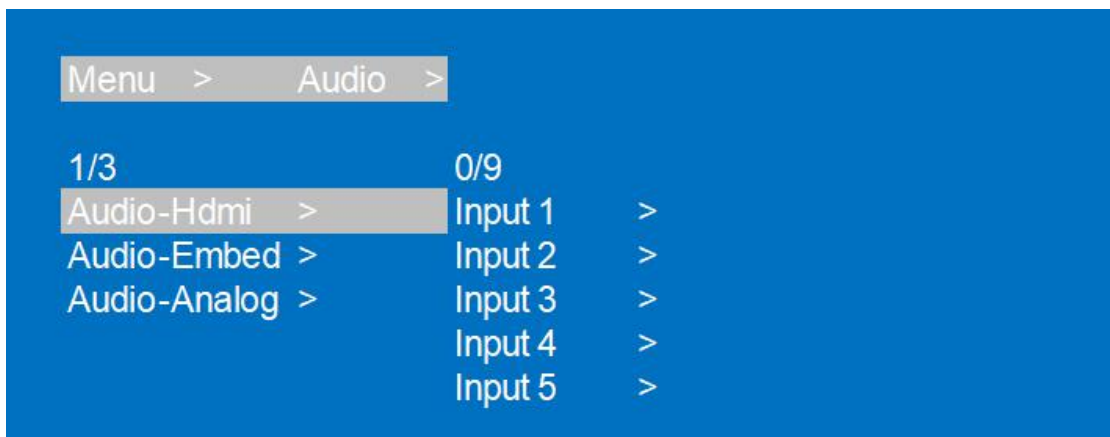 Menu > Audio >
1/3 0/9
Audio-Hdmi > Input 1 >
Audio-Embed > Input 2 >
Audio-Analog > Input 3 >
Input 4 >
Input 5 >